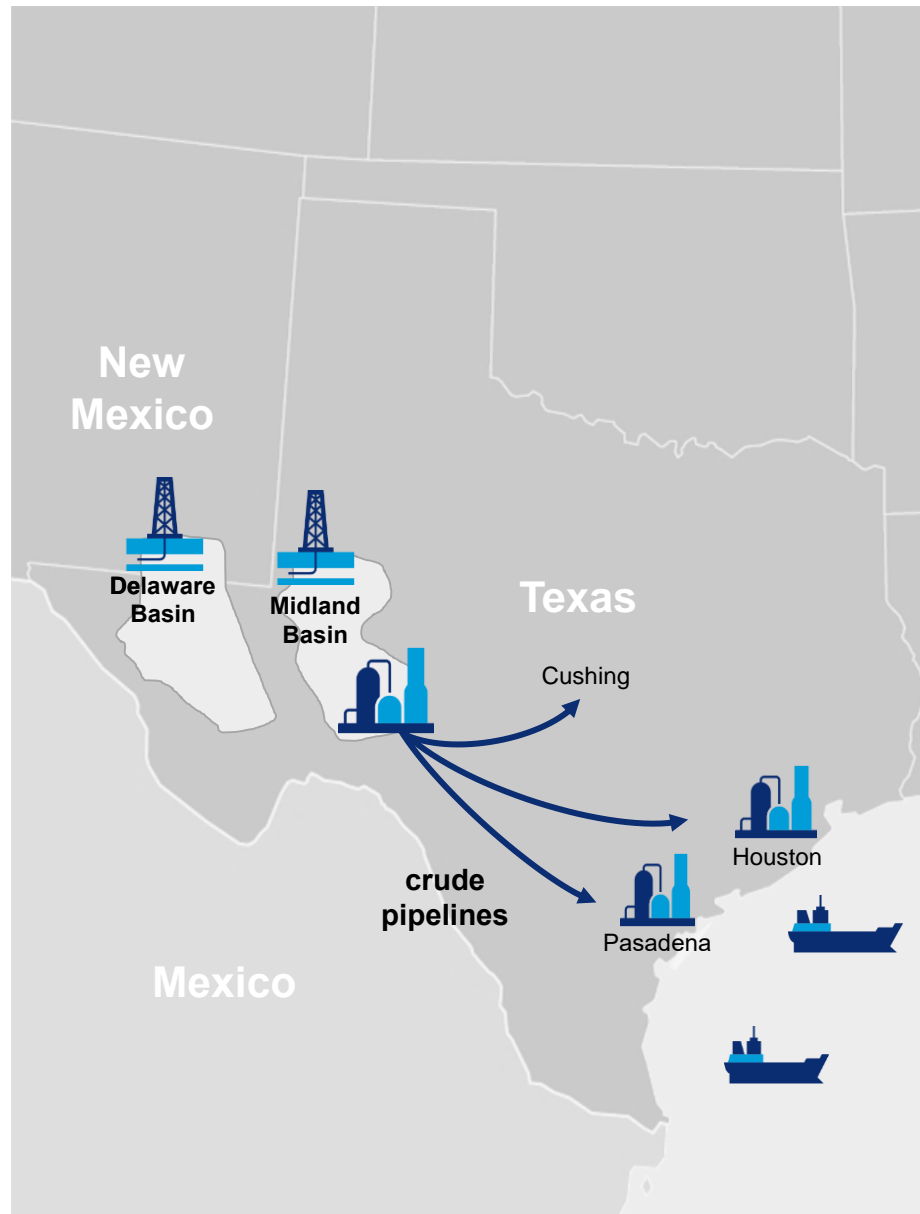 New
Mexico
Delaware
Basin
Midland
Basin
Texas
Cushing
Houston
crude
pipelines
Pasadena
Mexico